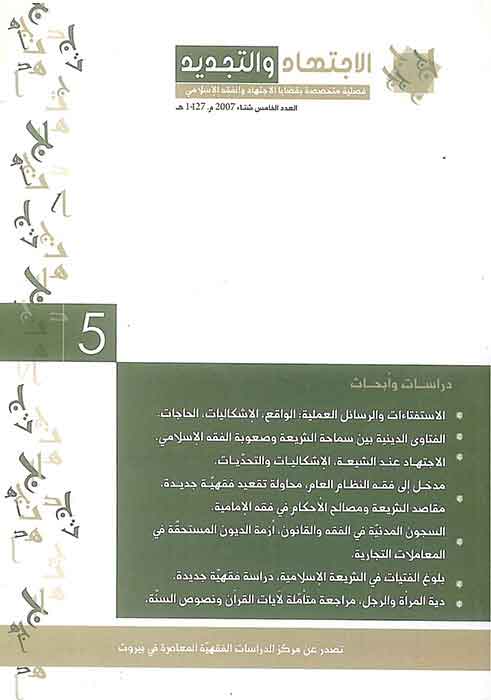 الاجتهاد والتجديد
فصلية متخصصة بقضايا الاجتهاد والفقه الإسلامي
العدد الخامس شتاء 2007 م، 1427 هـ
5
دراسات وأبحاث
الاستفتاءات والرسائل العملية: الواقع، الإشكاليات، الحاجات.
الفتاوى الدينية بين سماحة الشريعة وصعوبة الفقه الإسلامي.
الاجتهاد عند الشيعة، الإشكاليات والتحدّيات.
مدخل إلى فقه النظام العام، محاولة تقعيد فقهيّة جديدة.
مقاصد الشريعة ومصالح الأحكام في فقه الإمامية.
السجون المدنيّة في الفقه والقانون، أزمة الديون المستحقّة في
المعاملات التجارية.
بلوغ الفتيات في الشريعة الإسلامية، دراسة فقهيّة جديدة.
دية المرأة والرجل، مراجعة متأمّلة لآيات القرآن ونصوص السنّة.
تصدر عن مركز الدراسات الفقهيّة المعاصرة في بيروت